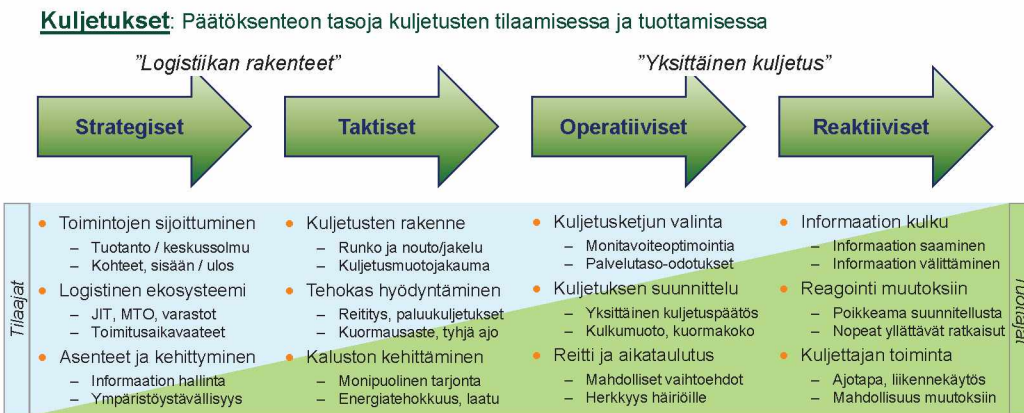 Kuljetukset: Päätöksenteon tasoja kuljetusten tilaamisessa ja tuottamisessa
”Logistiikan rakenteet”
”Yksittäinen kuljetus”
Strategiset
Taktiset
Operatiiviset
Reaktiiviset
Tilaajat
• Toimintojen sijoittuminen
– Tuotanto / keskussolmu
– Kohteet, sisään / ulos
• Logistinen ekosysteemi
– JIT, MTO, varastot
– Toimitusaikavaateet
• Asenteet ja kehittyminen
– Informaation hallinta
– Ympäristöystävällisyys
• Kuljetusten rakenne
– Runko ja nouto/jakelu
– Kuljetusmuotojakauma
• Tehokas hyödyntäminen
– Reititys, paluukuljetukset
– Kuormausaste, tyhjä ajo
• Kaluston kehittäminen
– Monipuolinen tarjonta
– Energiatehokkuus, laatu
• Kuljetusketjun valinta
– Monitavoiteoptimointia
– Palvelutaso-odotukset
• Kuljetuksen suunnittelu
– Yksittäinen kuljetuspäätös
– Kulkumuoto, kuormakoko
• Reitti ja aikataulutus
– Mahdolliset vaihtoehdot
– Herkkyys häiriöille
• Informaation kulku
– Informaation saaminen
– Informaation välittäminen
• Reagointi muutoksiin
– Poikkeama suunnitellusta
– Nopeat yllättävät ratkaisut
• Kuljettajan toiminta
– Ajotapa, liikennekäytös
– Mahdollisuus muutoksiin
Tuottajat